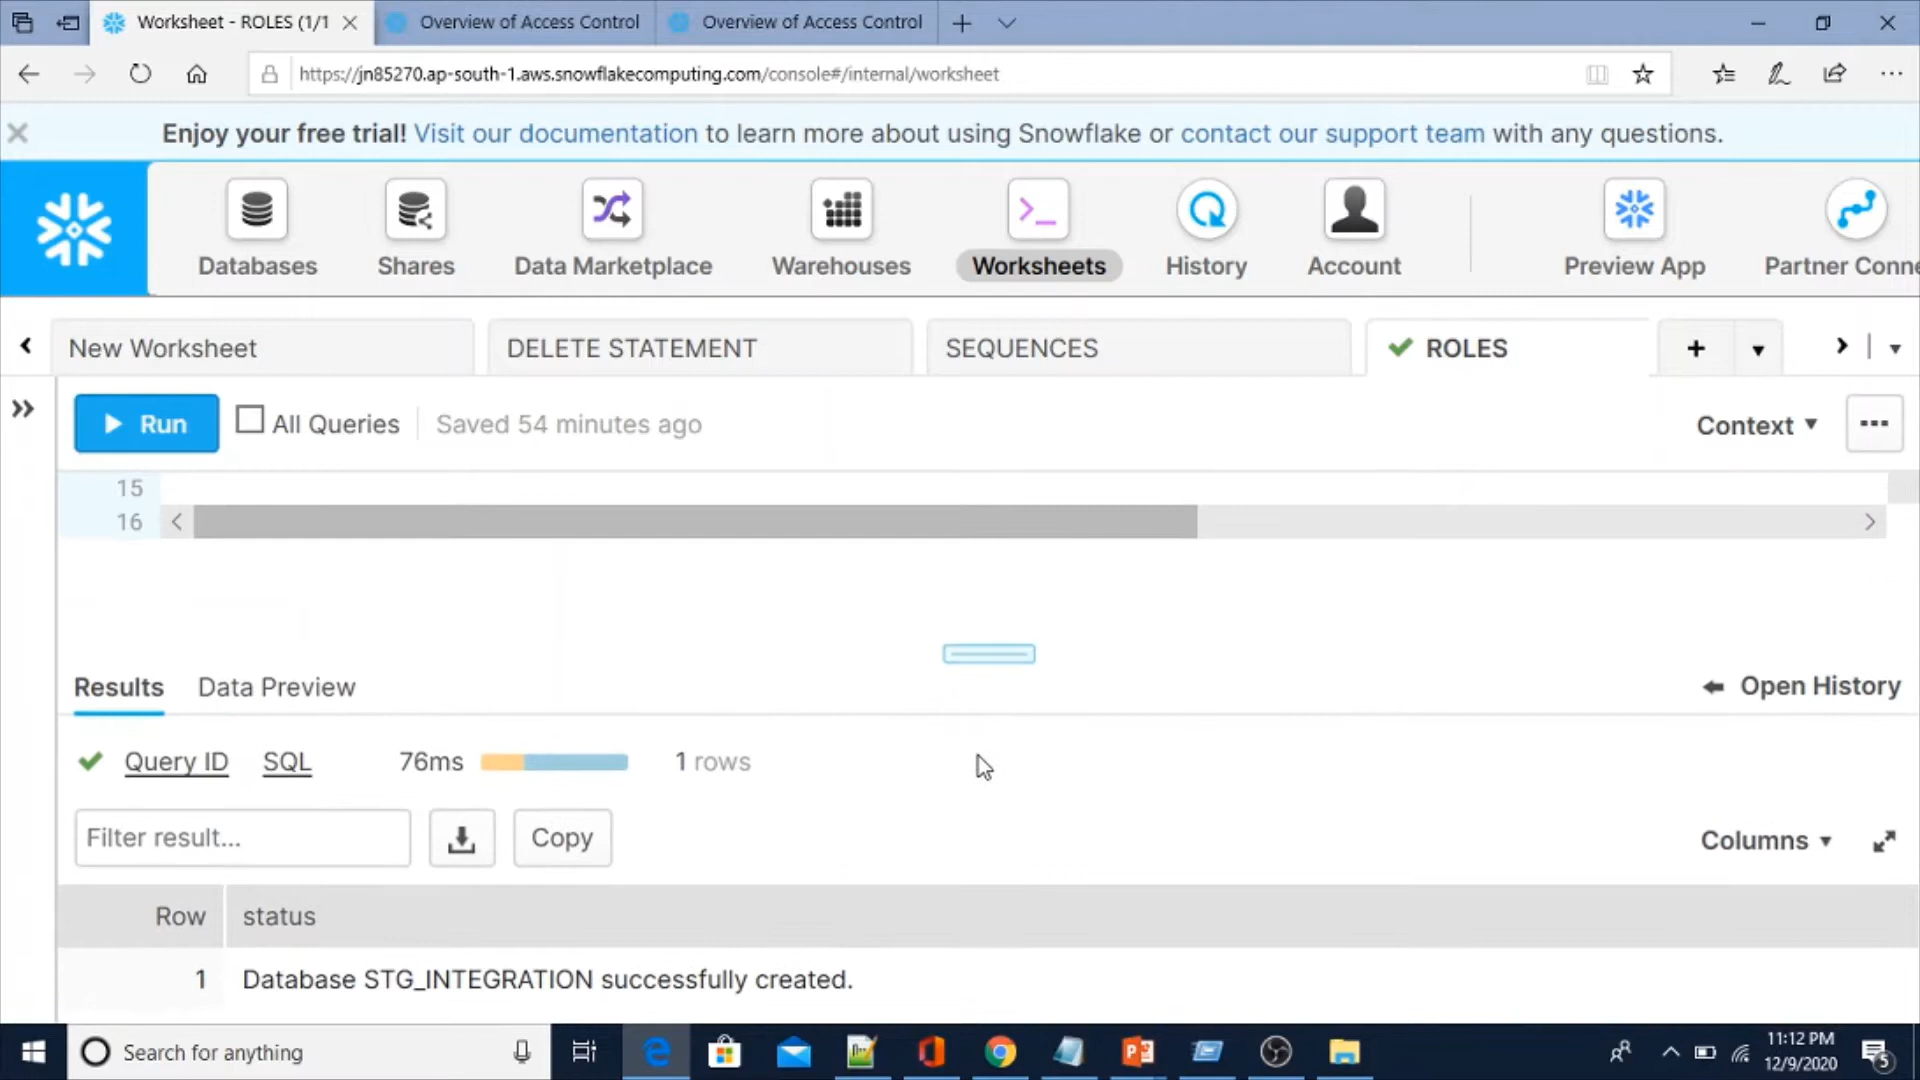 Worksheet - ROLES (1/1
Overview of Access Control
Overview of Access Control
https://jn85270.ap-south-1.aws.snowflakecomputing.com/console#/internal/worksheet
Enjoy your free trial! Visit our documentation to learn more about using Snowflake or contact our support team with any questions.
Databases
Shares
Data Marketplace
Warehouses
Worksheets
History
Account
Preview App
Partner Conne
New Worksheet
DELETE STATEMENT
SEQUENCES
ROLES
Run
All Queries
Saved 54 minutes ago
Context
15
16
Results
Data Preview
Open History
Query ID
SQL
76ms
1 rows
Filter result...
Copy
Columns
Row
status
1
Database STG_INTEGRATION successfully created.
Search for anything
11:12 PM
12/9/2020
5